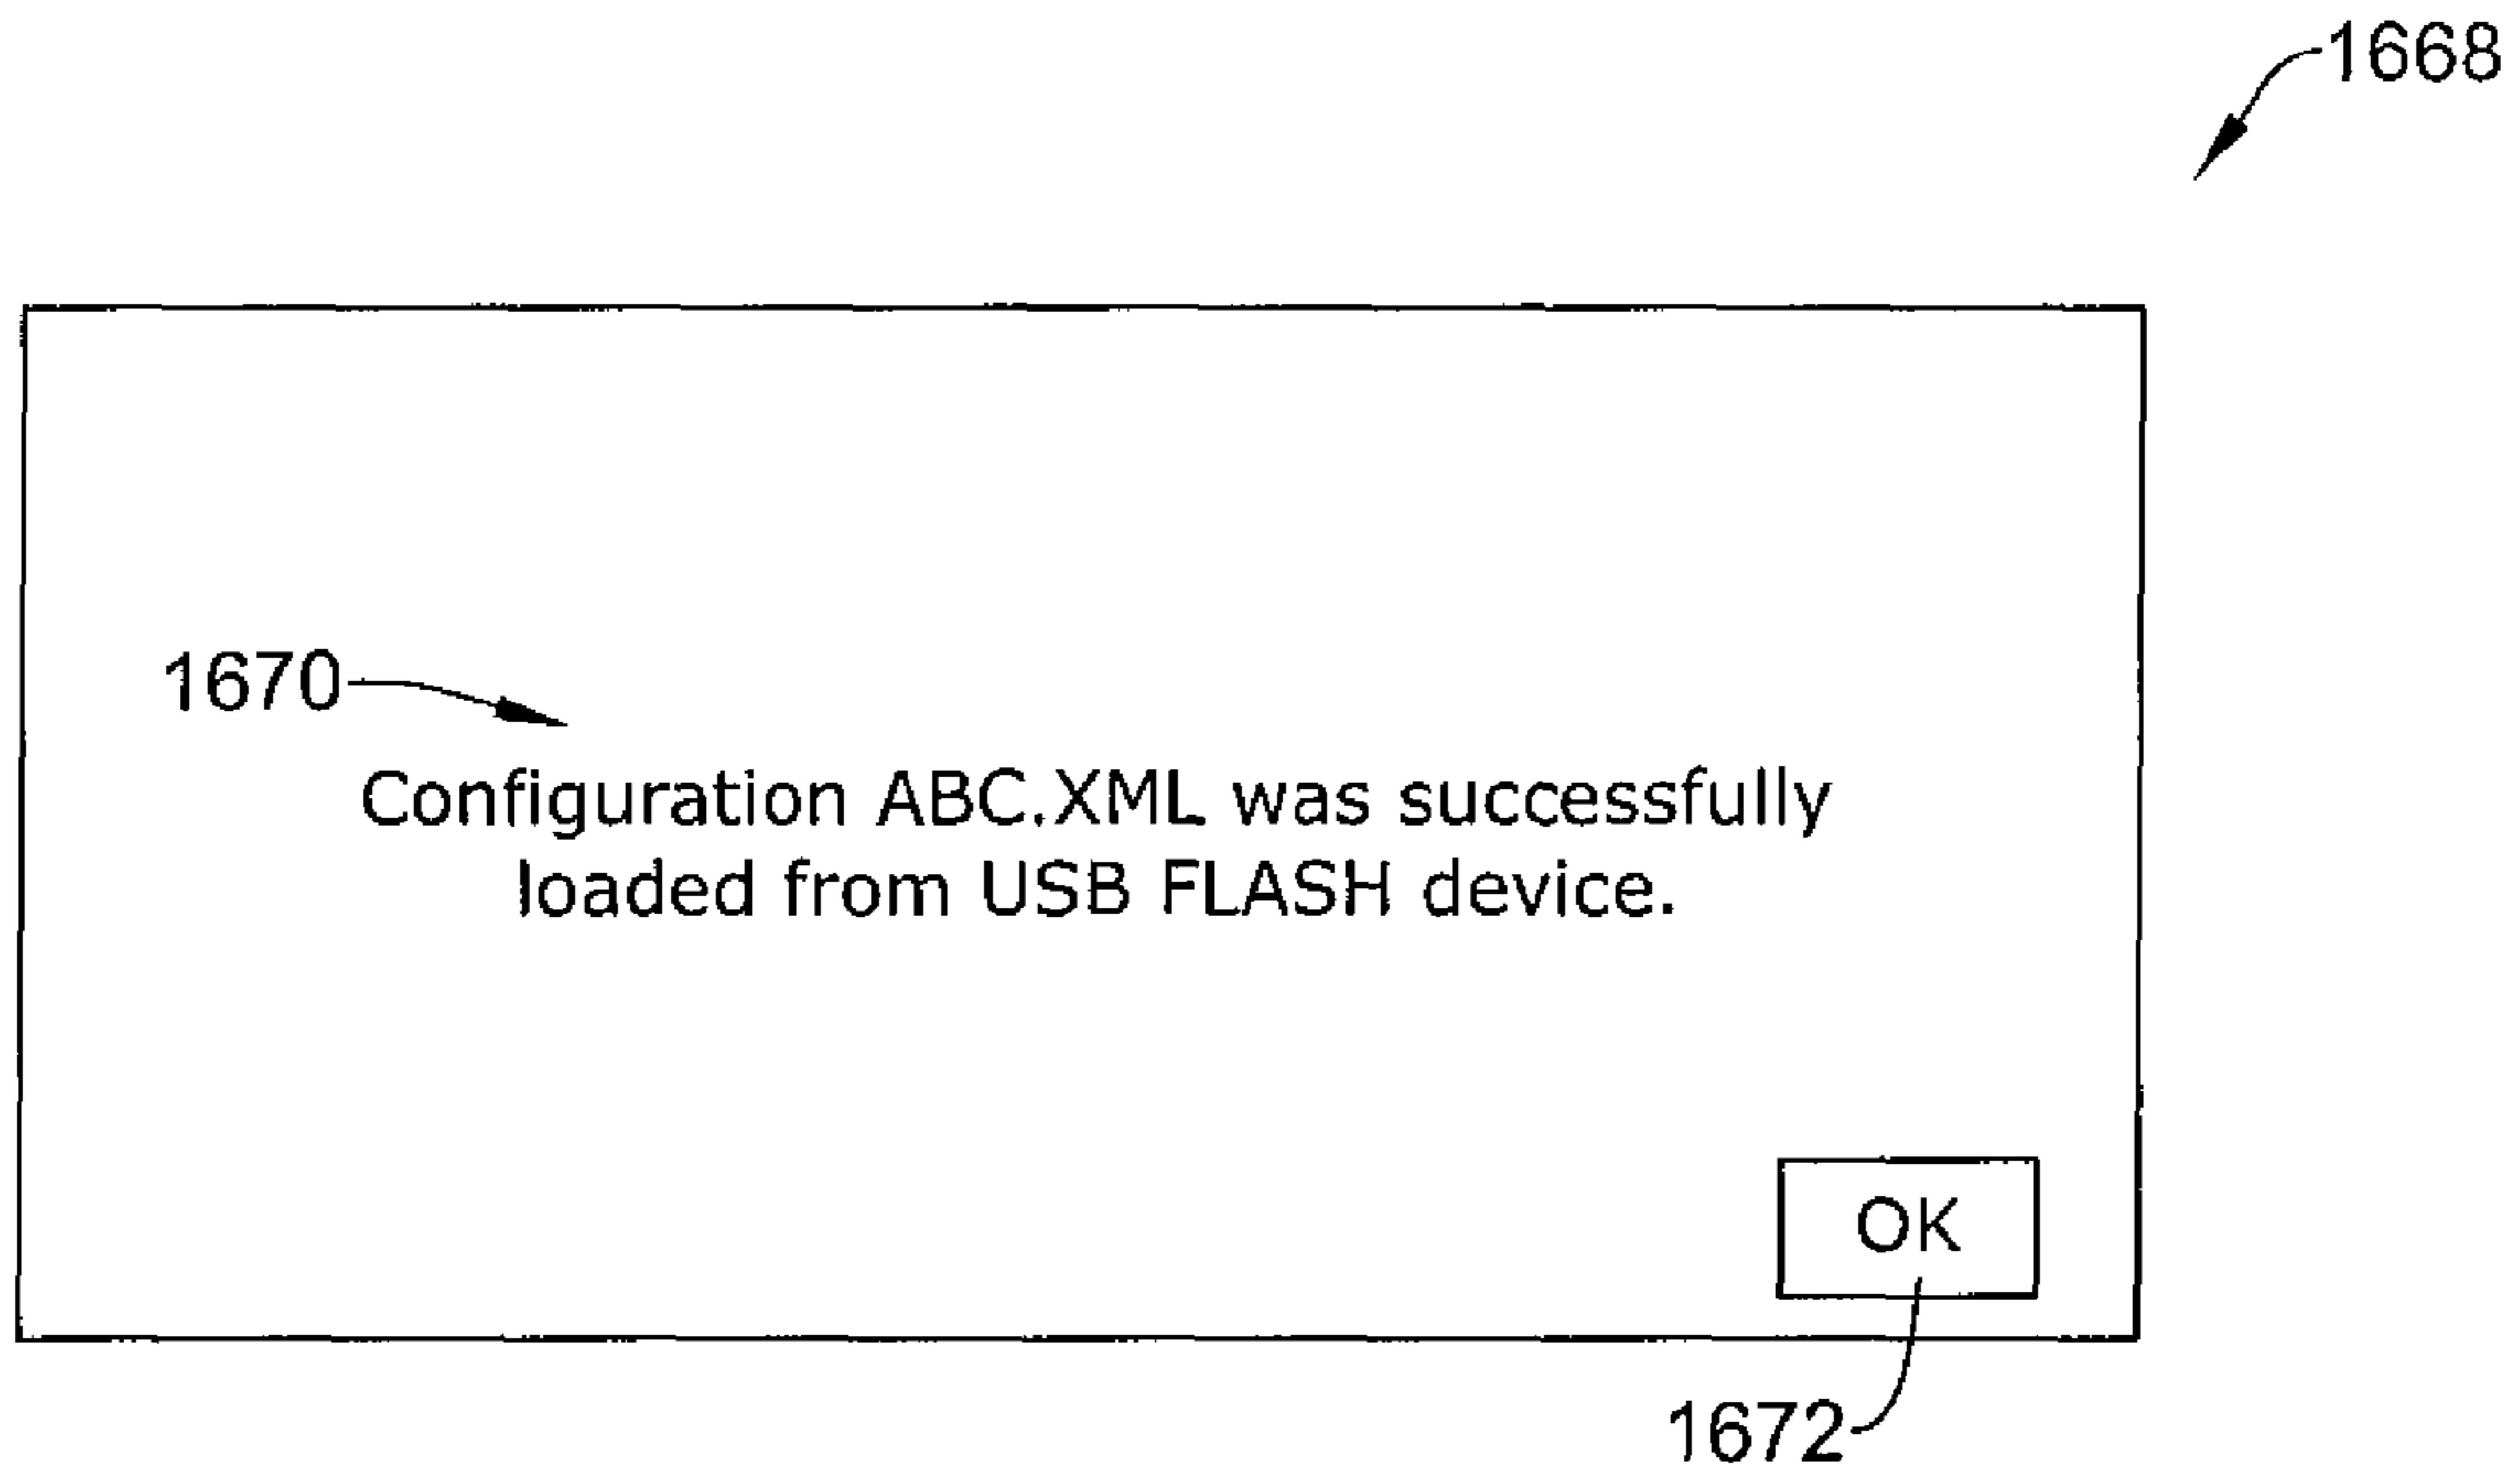 1668
1670
Configuration ABC.XML was successfully
loaded from USB FLASH device.
OK
1672